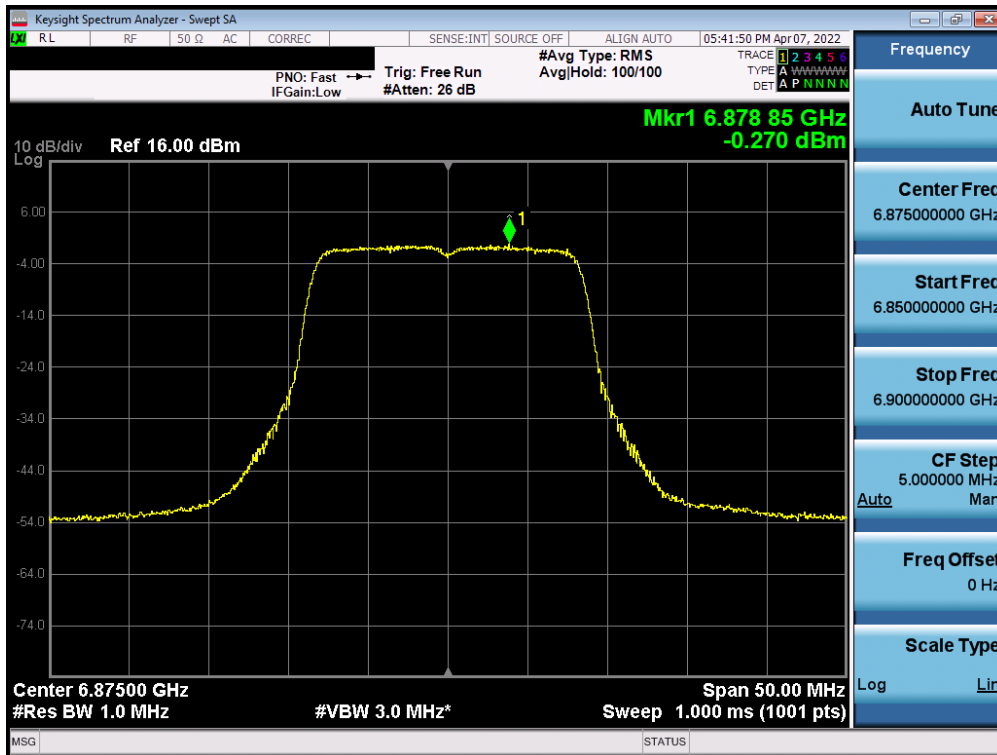 Keysight Spectrum Analyzer - Swept SA
LXI RL RF 50 Ω AC CORREC SENSE:INT SOURCE OFF ALIGN AUTO 05:41:50 PM Apr 07, 2022
PNO: Fast
IFGain:Low
Trig: Free Run
#Atten: 26 dB
#Avg Type: RMS
Avg|Hold: 100/100
TRACE 1 2 3 4 5 6
TYPE A WWWWW
DET A P N N N N
Mkr1 6.878 85 GHz
-0.270 dBm
10 dB/div Ref 16.00 dBm
Log
1
6.00
-4.00
-14.0
-24.0
-34.0
-44.0
-54.0
-64.0
-74.0
Center 6.87500 GHz Span 50.00 MHz
#Res BW 1.0 MHz #VBW 3.0 MHz* Sweep 1.000 ms (1001 pts)
MSG STATUS
Frequency
Auto Tune
Center Freq
6.875000000 GHz
Start Freq
6.850000000 GHz
Stop Freq
6.900000000 GHz
CF Step
5.000000 MHz
Auto Man
Freq Offset
0 Hz
Scale Type
Log Lin